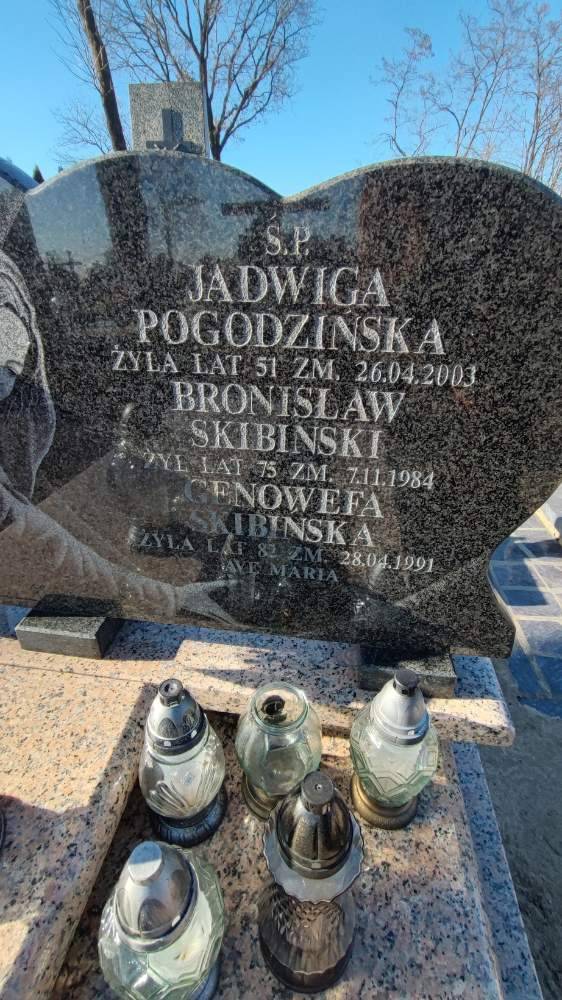 Ś.P.
JADWIGA
POGODZIŃSKA
ŻYŁA LAT 51 ZM. 26.04.2003
BRONISŁAW
SKIBIŃSKI
ŻYŁ LAT 75 ZM. 7.11.1984
GENOWEFA
SKIBIŃSKA
ŻYŁA LAT 82 ZM. 28.04.1991
AVE MARIA